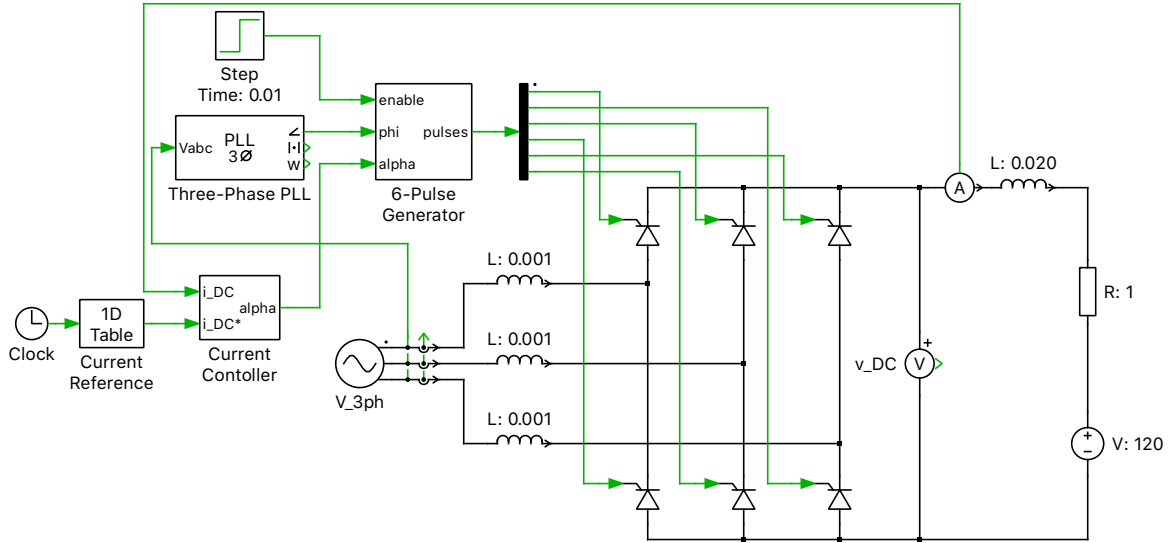 Step
Time: 0.01
enable
phi
alpha
pulses
6-Pulse
Generator
Vabc
PLL
3Ø
∠
|•|
w
Three-Phase PLL
A
L: 0.020
L: 0.001
i_DC
i_DC*
alpha
Current
Contoller
1D
Table
Current
Reference
Clock
L: 0.001
L: 0.001
V_3ph
R: 1
v_DC
+
V
+
−
V: 120